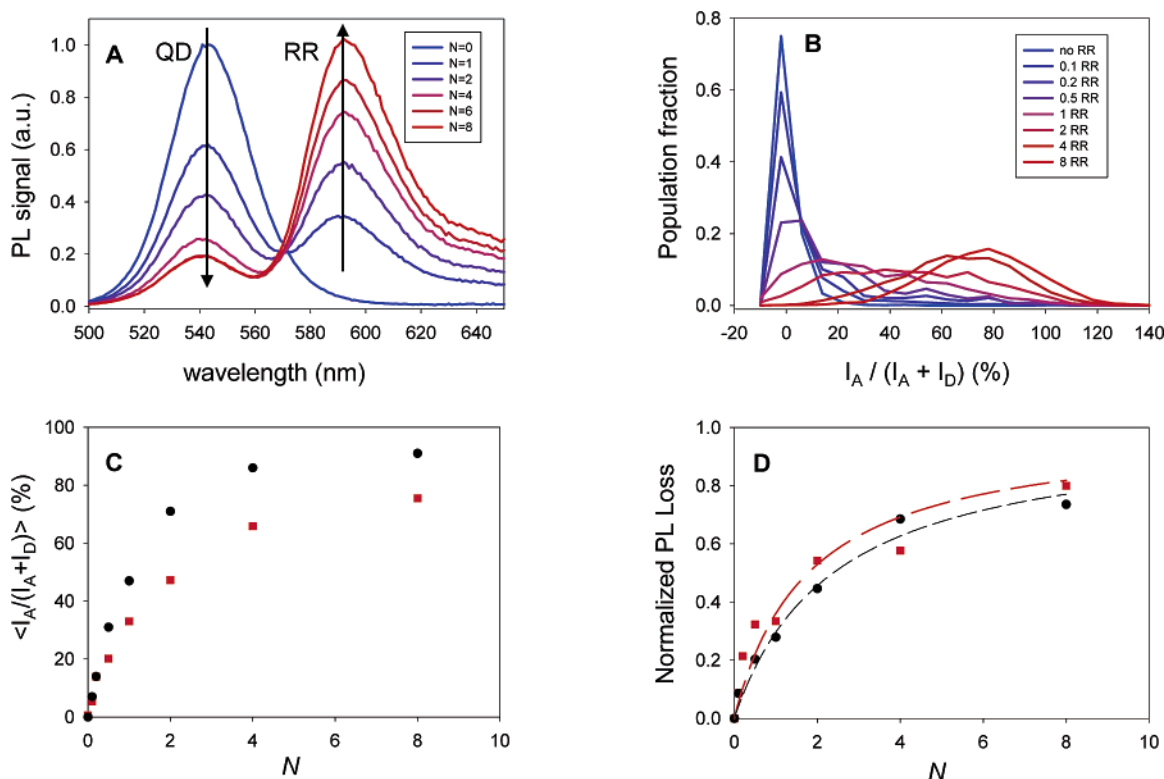 A
QD
RR
N=0
N=1
N=2
N=4
N=6
N=8
PL signal (a.u.)
1.0
0.8
0.6
0.4
0.2
0.0
500 520 540 560 580 600 620 640
wavelength (nm)
B
no RR
0.1 RR
0.2 RR
0.5 RR
1 RR
2 RR
4 RR
8 RR
Population fraction
0.8
0.6
0.4
0.2
0.0
-20 0 20 40 60 80 100 120 140
I_A / (I_A + I_D) (%)
C
<I_A/(I_A+I_D)> (%)
100
80
60
40
20
0
0 2 4 6 8 10
N
D
Normalized PL Loss
1.0
0.8
0.6
0.4
0.2
0.0
0 2 4 6 8 10
N